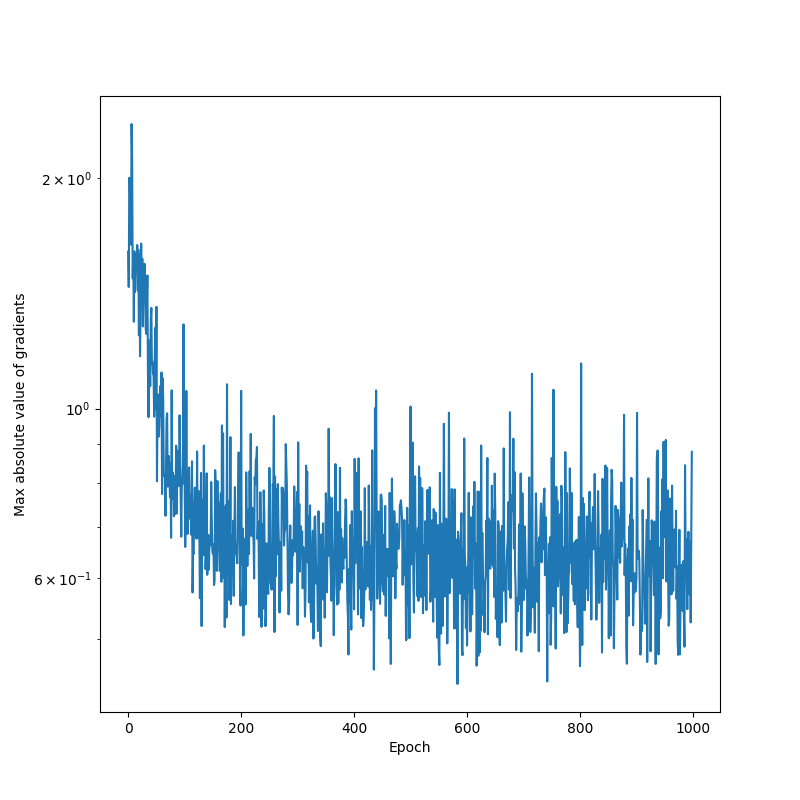 2 × 10⁰
10⁰
6 × 10⁻¹
Max absolute value of gradients
0 200 400 600 800 1000
Epoch